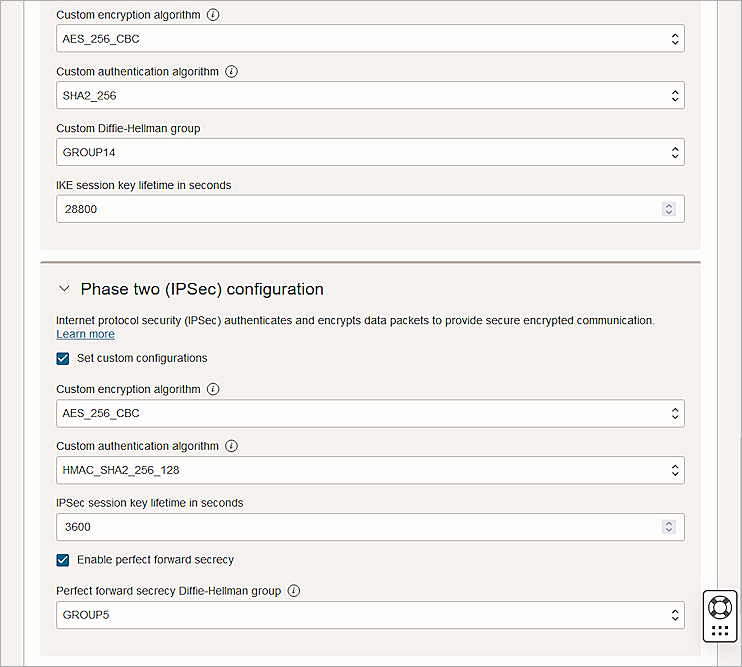 Custom encryption algorithm
AES_256_CBC
Custom authentication algorithm
SHA2_256
Custom Diffie-Hellman group
GROUP14
IKE session key lifetime in seconds
28800
Phase two (IPSec) configuration
Internet protocol security (IPSec) authenticates and encrypts data packets to provide secure encrypted communication.
Learn more
Set custom configurations
Custom encryption algorithm
AES_256_CBC
Custom authentication algorithm
HMAC_SHA2_256_128
IPSec session key lifetime in seconds
3600
Enable perfect forward secrecy
Perfect forward secrecy Diffie-Hellman group
GROUP5